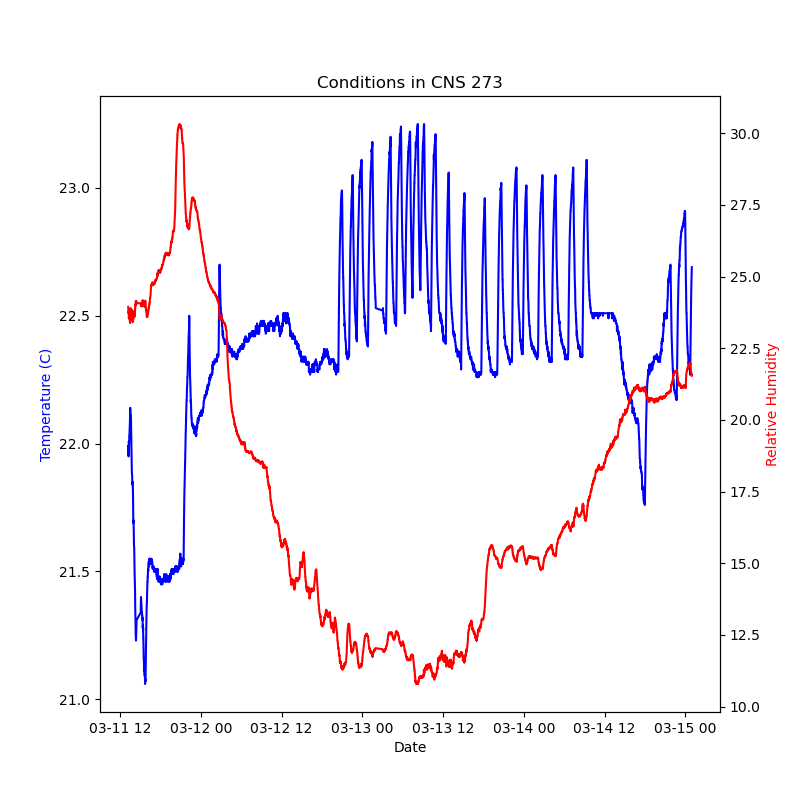 Conditions in CNS 273
30.0
23.0
27.5
25.0
22.5
22.5
Temperature (C)
Relative Humidity
20.0
22.0
17.5
21.5
15.0
12.5
21.0
10.0
03-11 12 03-12 00 03-12 12 03-13 00 03-13 12 03-14 00 03-14 12 03-15 00
Date